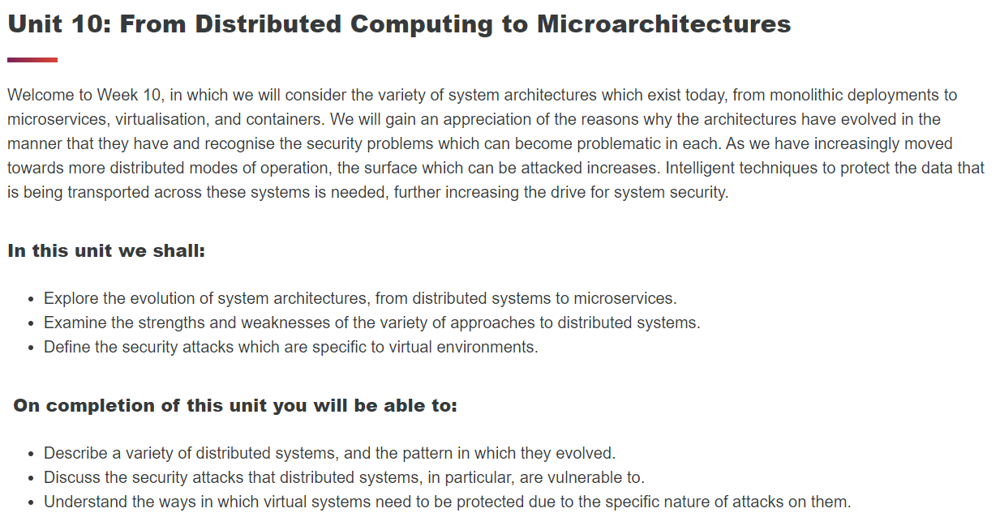 Unit 10: From Distributed Computing to Microarchitectures
Welcome to Week 10, in which we will consider the variety of system architectures which exist today, from monolithic deployments to
microservices, virtualisation, and containers. We will gain an appreciation of the reasons why the architectures have evolved in the
manner that they have and recognise the security problems which can become problematic in each. As we have increasingly moved
towards more distributed modes of operation, the surface which can be attacked increases. Intelligent techniques to protect the data that
is being transported across these systems is needed, further increasing the drive for system security.
In this unit we shall:
• Explore the evolution of system architectures, from distributed systems to microservices.
• Examine the strengths and weaknesses of the variety of approaches to distributed systems.
• Define the security attacks which are specific to virtual environments.
On completion of this unit you will be able to:
• Describe a variety of distributed systems, and the pattern in which they evolved.
• Discuss the security attacks that distributed systems, in particular, are vulnerable to.
• Understand the ways in which virtual systems need to be protected due to the specific nature of attacks on them.